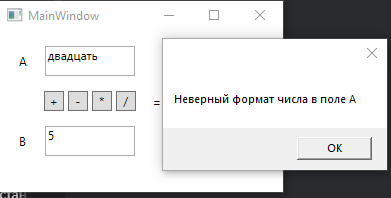 MainWindow
A двадцать
+ - * / =
B 5
Неверный формат числа в поле А
OK